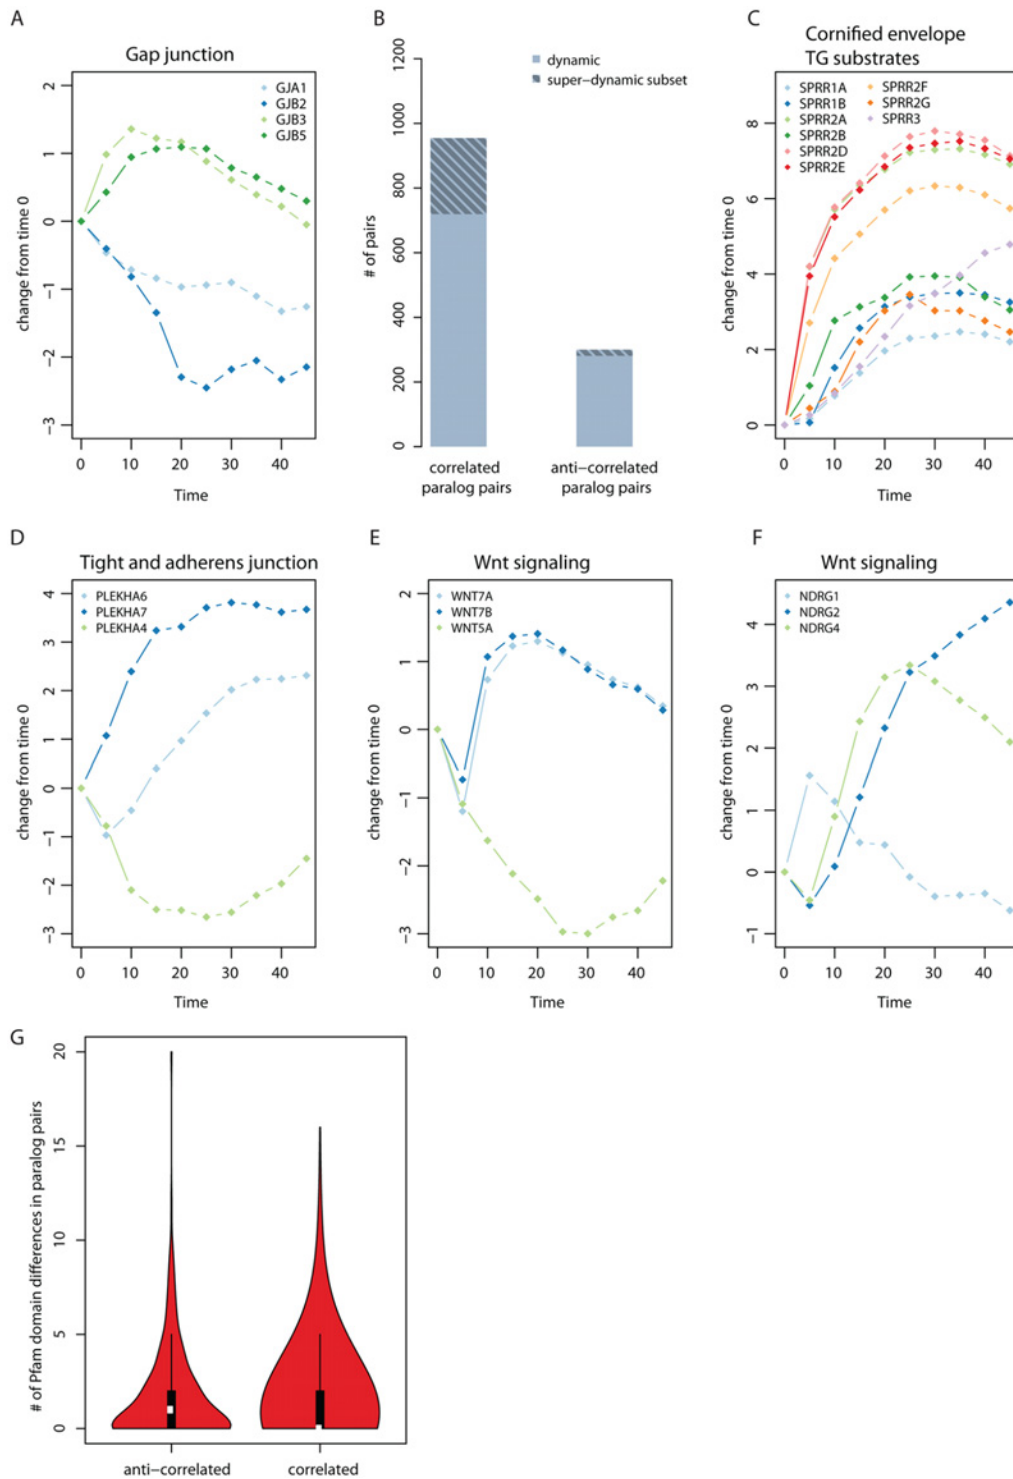 A
Gap junction
GJA1
GJB2
GJB3
GJB5
2
1
0
−1
−2
−3
change from time 0
0 10 20 30 40
Time
B
dynamic
super−dynamic subset
1200
1000
800
600
400
200
0
# of pairs
correlated
paralog pairs
anti−correlated
paralog pairs
C
Cornified envelope
TG substrates
SPRR1A
SPRR1B
SPRR2A
SPRR2B
SPRR2D
SPRR2E
SPRR2F
SPRR2G
SPRR3
8
6
4
2
0
change from time 0
0 10 20 30 40
Time
D
Tight and adherens junction
PLEKHA6
PLEKHA7
PLEKHA4
4
3
2
1
0
−1
−2
−3
change from time 0
0 10 20 30 40
Time
E
Wnt signaling
WNT7A
WNT7B
WNT5A
2
1
0
−1
−2
−3
change from time 0
0 10 20 30 40
Time
F
Wnt signaling
NDRG1
NDRG2
NDRG4
4
3
2
1
0
−1
change from time 0
0 10 20 30 40
Time
G
20
15
10
5
0
# of Pfam domain differences in paralog pairs
anti−correlated
correlated